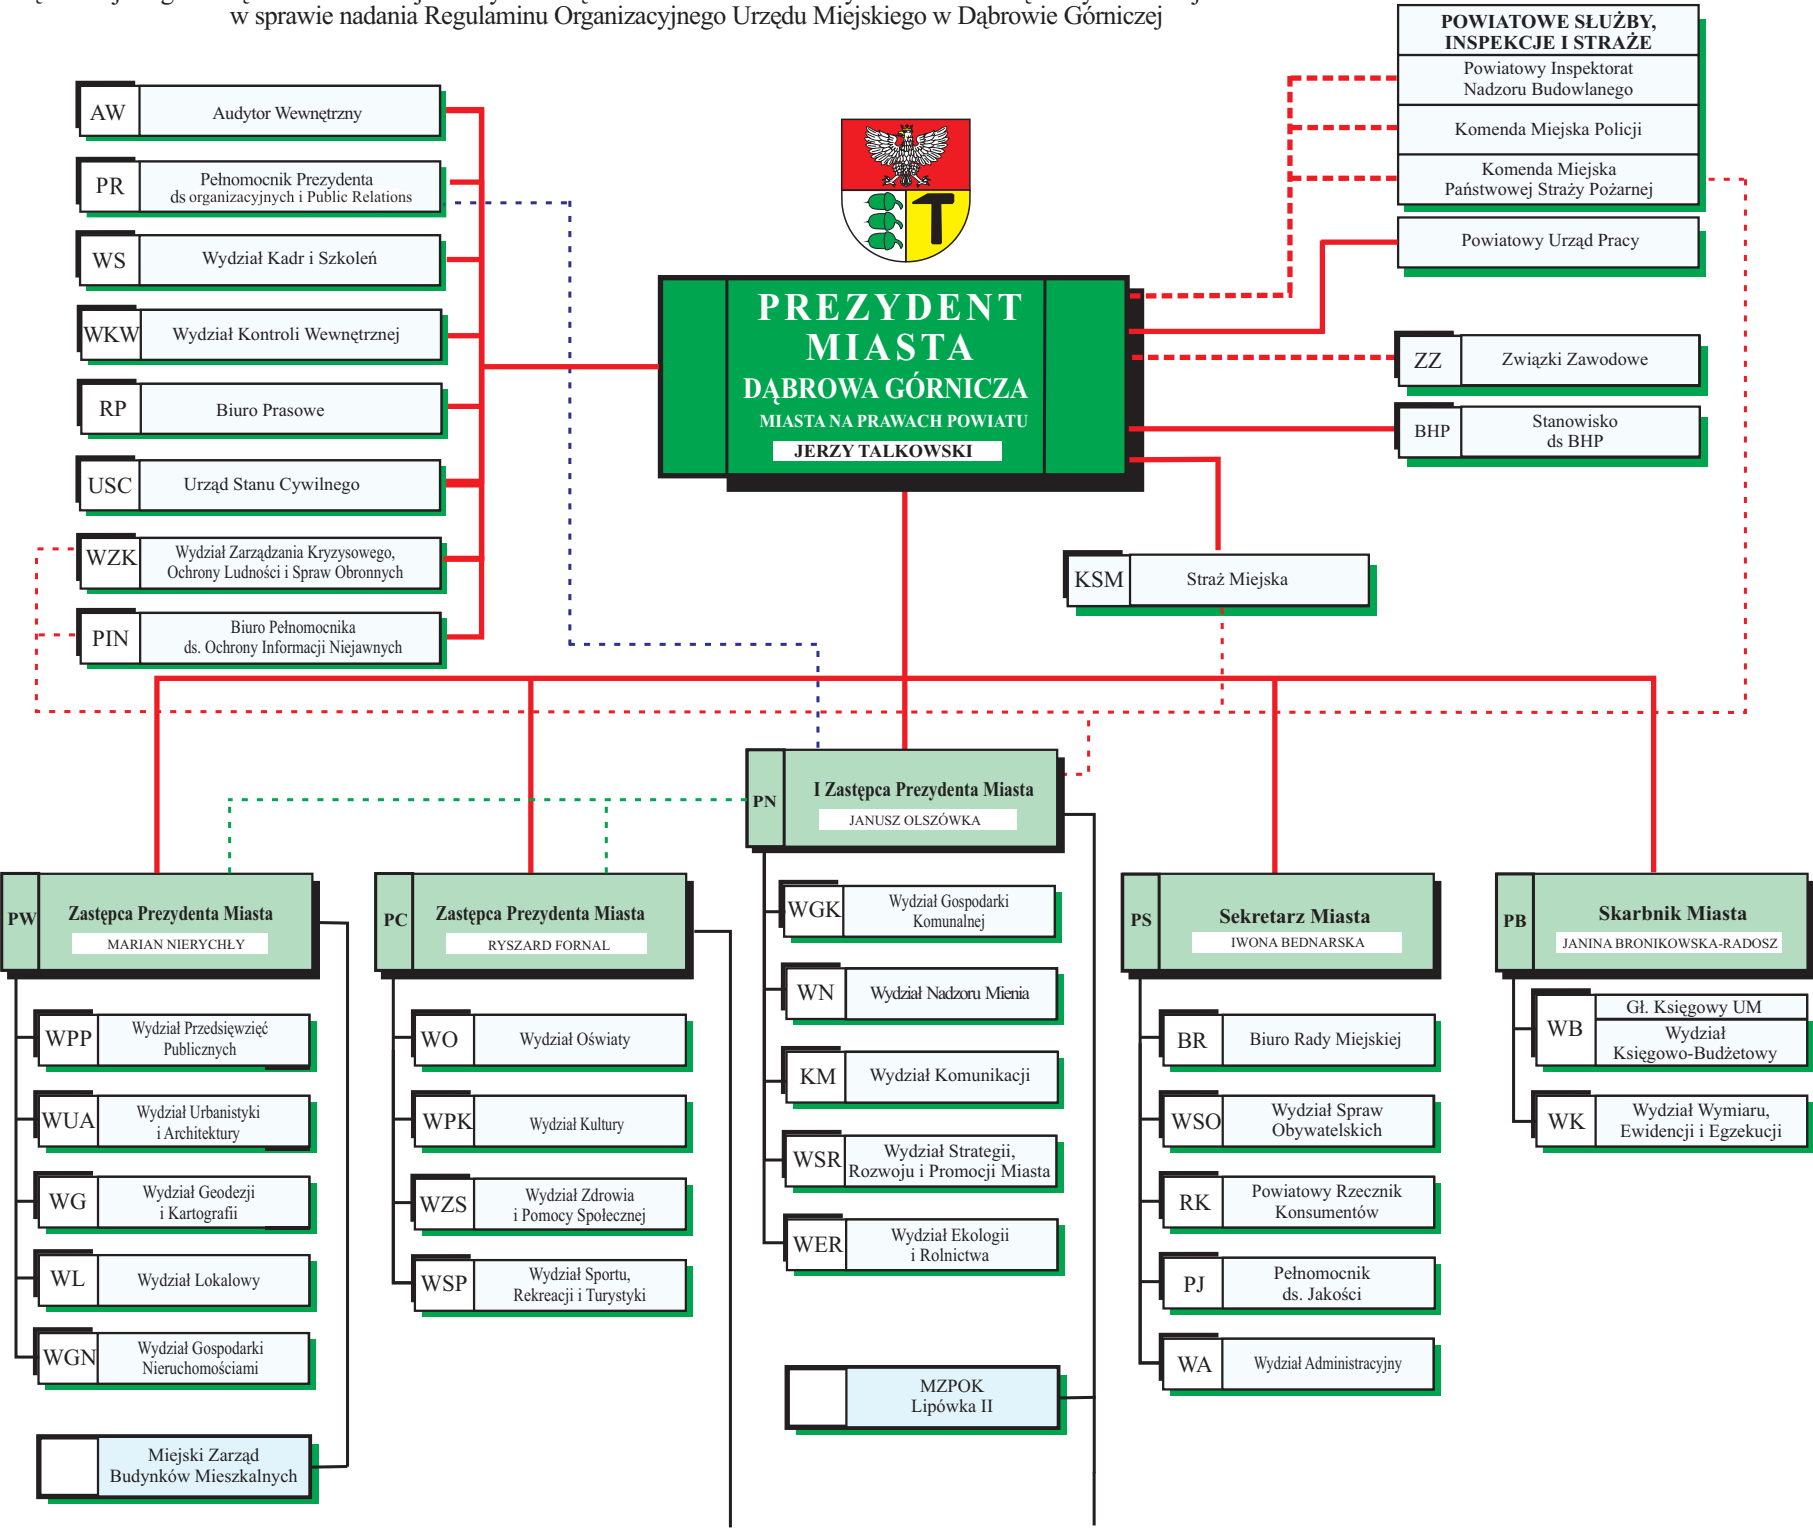 w sprawie nadania Regulaminu Organizacyjnego Urzędu Miejskiego w Dąbrowie Górniczej
POWIATOWE SŁUŻBY,
INSPEKCJE I STRAŻE
Powiatowy Inspektorat
Nadzoru Budowlanego
Komenda Miejska Policji
Komenda Miejska
Państwowej Straży Pożarnej
Powiatowy Urząd Pracy
ZZ
Związki Zawodowe
BHP
Stanowisko
ds BHP
AW
Audytor Wewnętrzny
PR
Pełnomocnik Prezydenta
ds organizacyjnych i Public Relations
WS
Wydział Kadr i Szkoleń
WKW
Wydział Kontroli Wewnętrznej
RP
Biuro Prasowe
USC
Urząd Stanu Cywilnego
WZK
Wydział Zarządzania Kryzysowego,
Ochrony Ludności i Spraw Obronnych
PIN
Biuro Pełnomocnika
ds. Ochrony Informacji Niejawnych
PREZYDENT
MIASTA
DĄBROWA GÓRNICZA
MIASTA NA PRAWACH POWIATU
JERZY TALKOWSKI
KSM
Straż Miejska
PN
I Zastępca Prezydenta Miasta
JANUSZ OLSZÓWKA
WGK
Wydział Gospodarki
Komunalnej
WN
Wydział Nadzoru Mienia
KM
Wydział Komunikacji
WSR
Wydział Strategii,
Rozwoju i Promocji Miasta
WER
Wydział Ekologii
i Rolnictwa
MZPOK
Lipówka II
PW
Zastępca Prezydenta Miasta
MARIAN NIERYCHŁY
WPP
Wydział Przedsięwzięć
Publicznych
WUA
Wydział Urbanistyki
i Architektury
WG
Wydział Geodezji
i Kartografii
WL
Wydział Lokalowy
WGN
Wydział Gospodarki
Nieruchomościami
Miejski Zarząd
Budynków Mieszkalnych
PC
Zastępca Prezydenta Miasta
RYSZARD FORNAL
WO
Wydział Oświaty
WPK
Wydział Kultury
WZS
Wydział Zdrowia
i Pomocy Społecznej
WSP
Wydział Sportu,
Rekreacji i Turystyki
PS
Sekretarz Miasta
IWONA BEDNARSKA
BR
Biuro Rady Miejskiej
WSO
Wydział Spraw
Obywatelskich
RK
Powiatowy Rzecznik
Konsumentów
PJ
Pełnomocnik
ds. Jakości
WA
Wydział Administracyjny
PB
Skarbnik Miasta
JANINA BRONIKOWSKA-RADOSZ
WB
Gł. Księgowy UM
Wydział
Księgowo-Budżetowy
WK
Wydział Wymiaru,
Ewidencji i Egzekucji